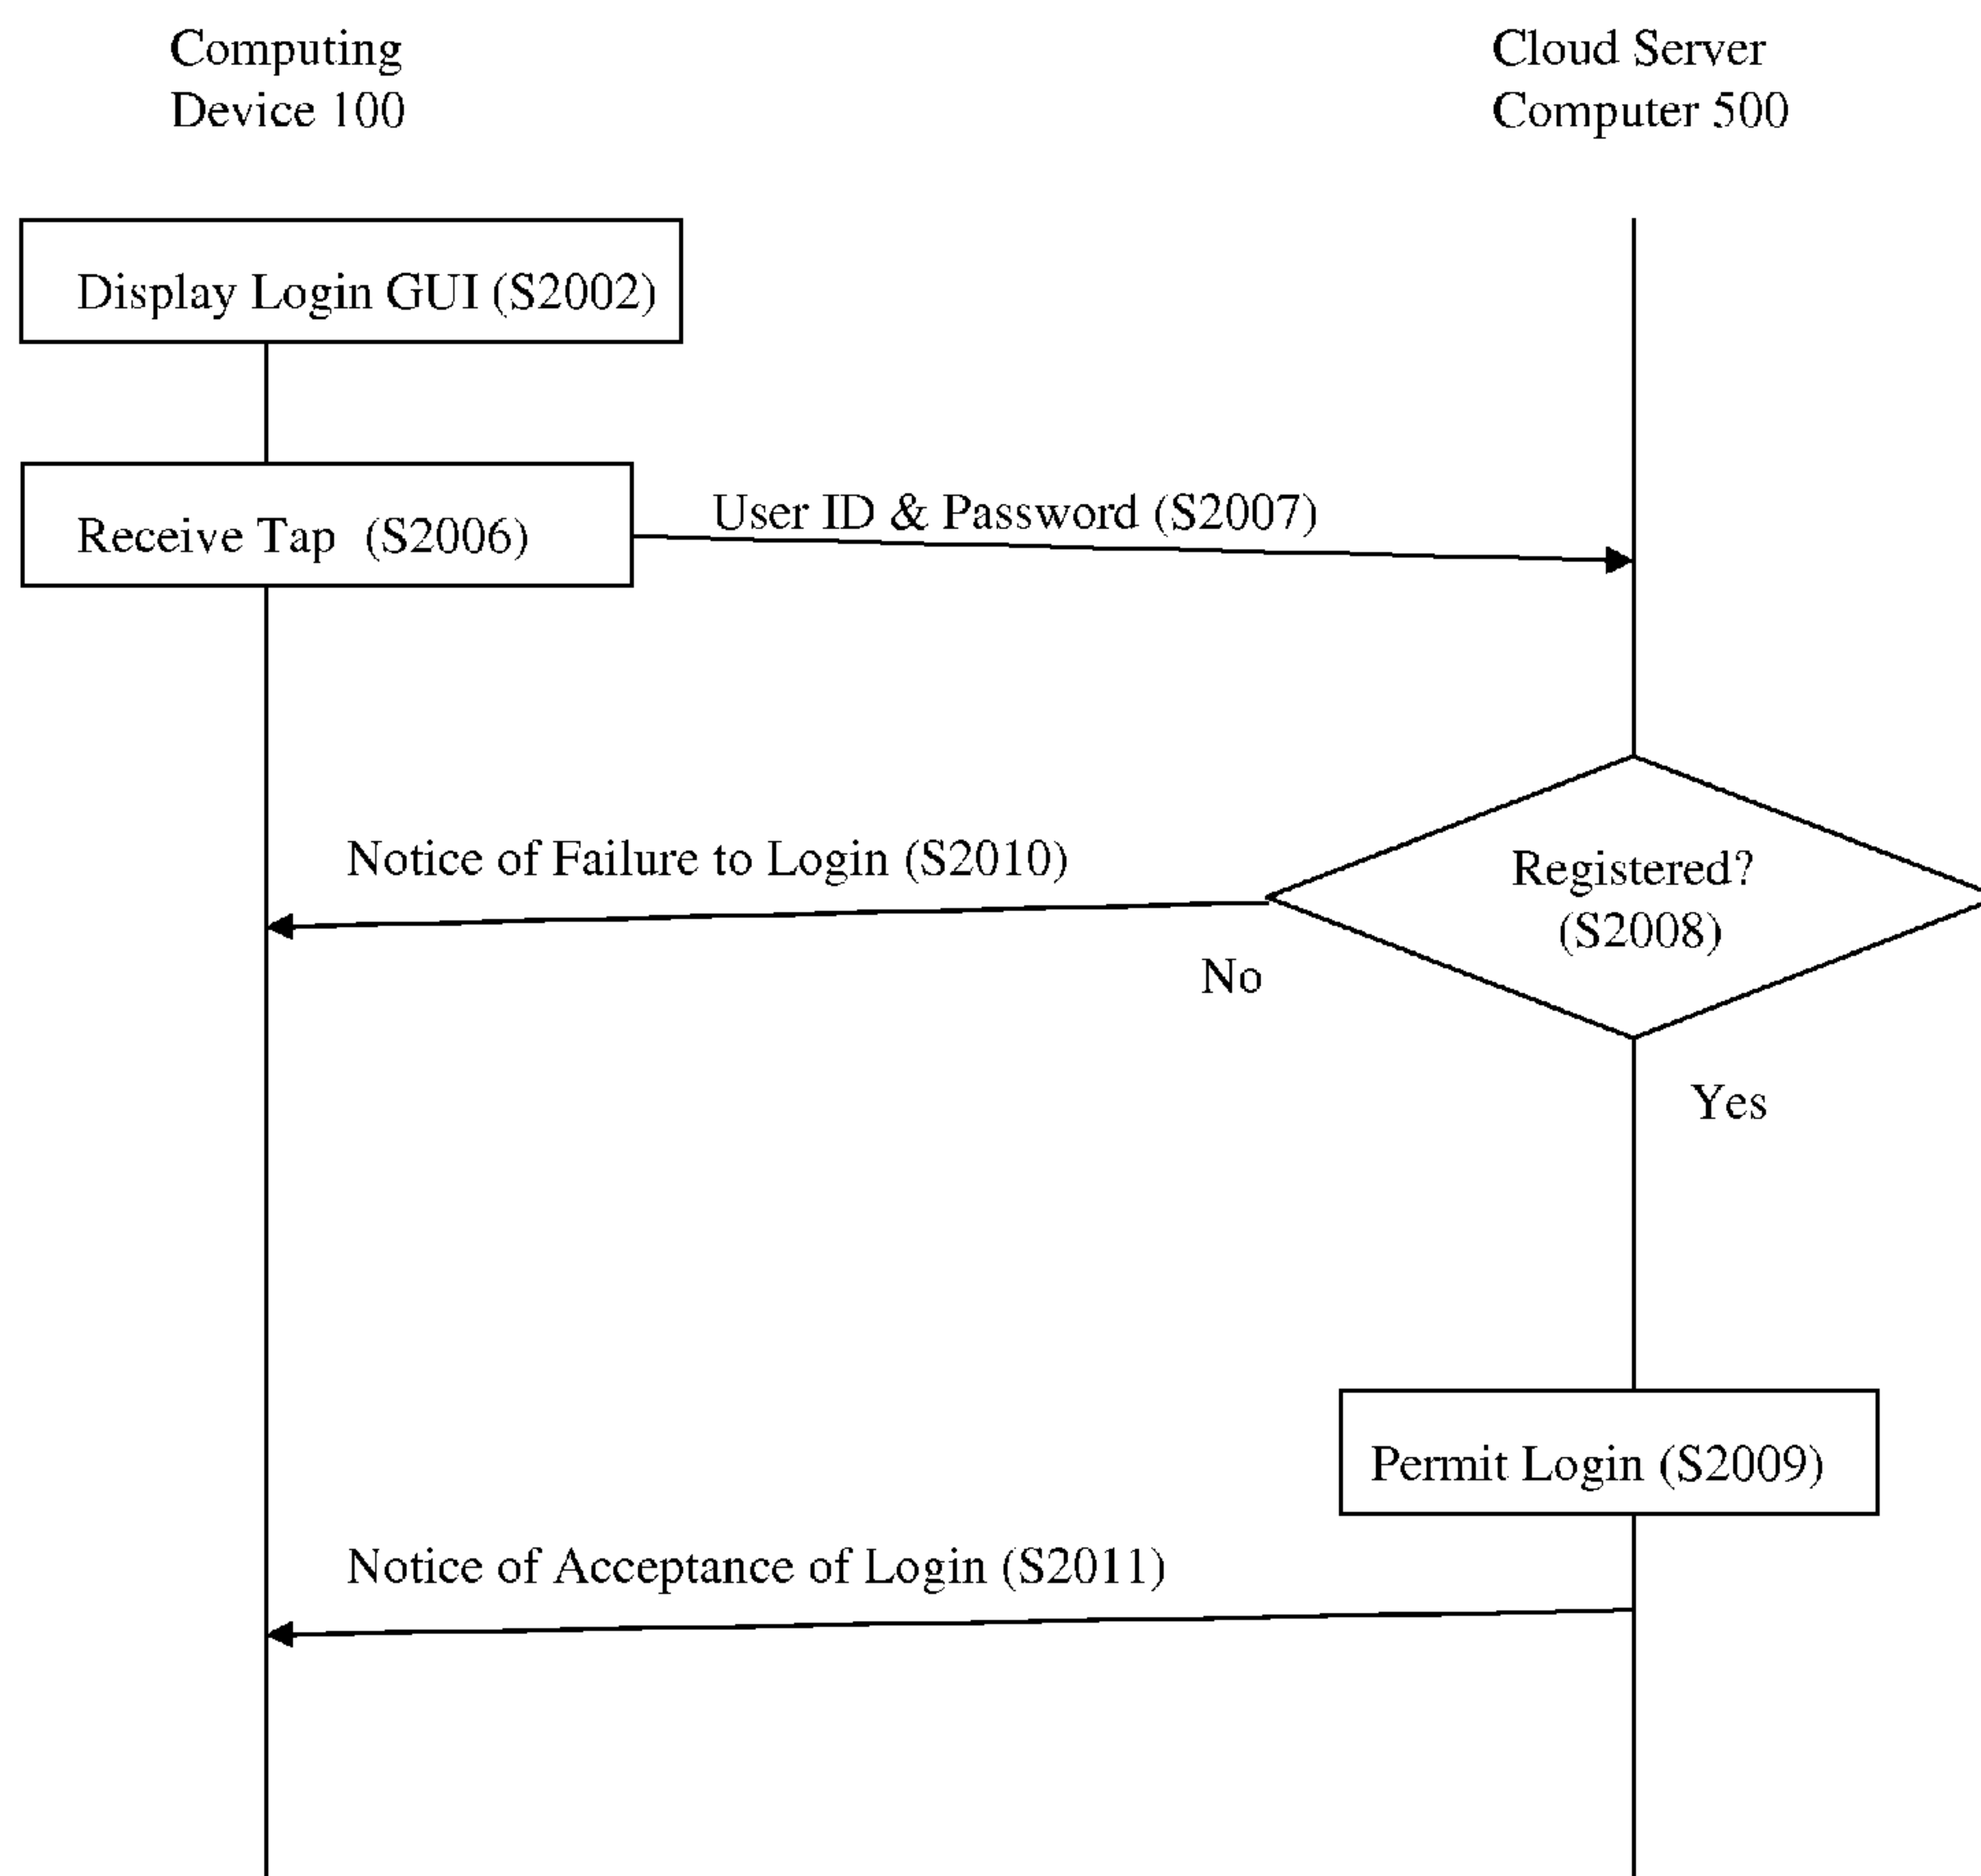 Computing
Device 100
Cloud Server
Computer 500
Display Login GUI (S2002)
User ID & Password (S2007)
Receive Tap (S2006)
Notice of Failure to Login (S2010)
Registered?
(S2008)
No
Yes
Permit Login (S2009)
Notice of Acceptance of Login (S2011)